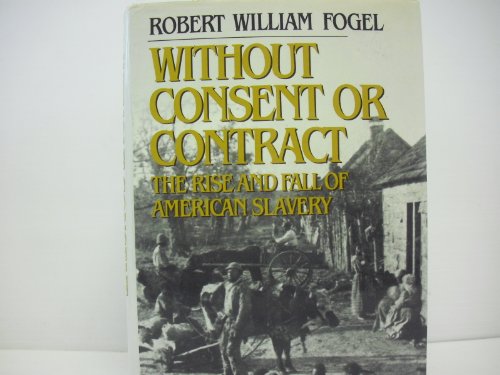 ROBERT WILLIAM FOGEL
WITHOUT
CONSENT OR
CONTRACT
THE RISE AND FALL OF
AMERICAN SLAVERY